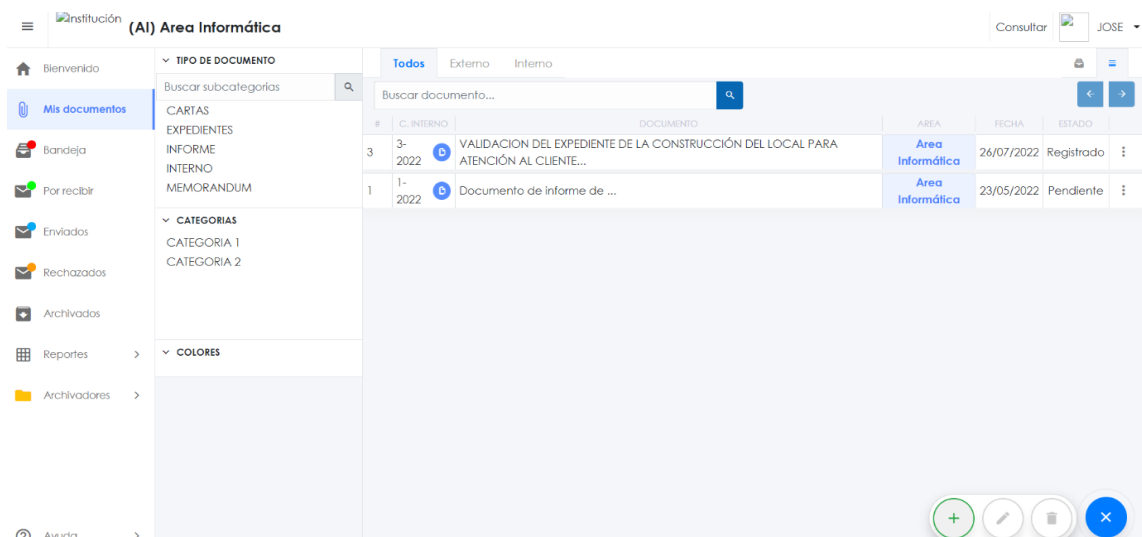 Institución
(AI) Area Informática
Consultar
JOSE
Bienvenido
Mis documentos
Bandeja
Por recibir
Enviados
Rechazados
Archivados
Reportes
Archivadores
Ayuda
TIPO DE DOCUMENTO
Buscar subcategorias
CARTAS
EXPEDIENTES
INFORME
INTERNO
MEMORANDUM
CATEGORIAS
CATEGORIA 1
CATEGORIA 2
COLORES
Todos Externo Interno
Buscar documento...
# C. INTERNO DOCUMENTO AREA FECHA ESTADO
3 3-2022 VALIDACION DEL EXPEDIENTE DE LA CONSTRUCCIÓN DEL LOCAL PARA
ATENCIÓN AL CLIENTE... Area Informática 26/07/2022 Registrado
1 1-2022 Documento de informe de ... Area Informática 23/05/2022 Pendiente